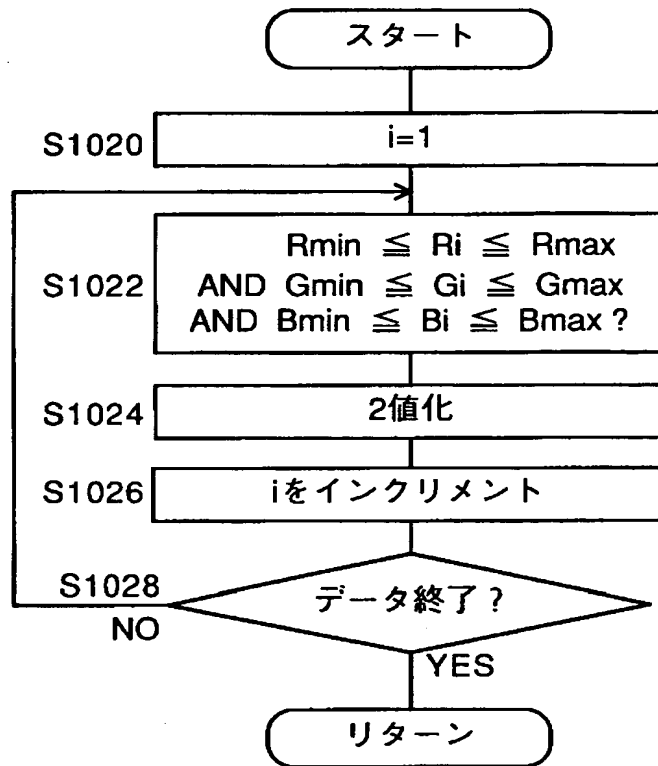 スタート
S1020
i=1
S1022
Rmin ≦ Ri ≦ Rmax
AND Gmin ≦ Gi ≦ Gmax
AND Bmin ≦ Bi ≦ Bmax ?
S1024
2値化
S1026
iをインクリメント
S1028
データ終了?
NO
YES
リターン